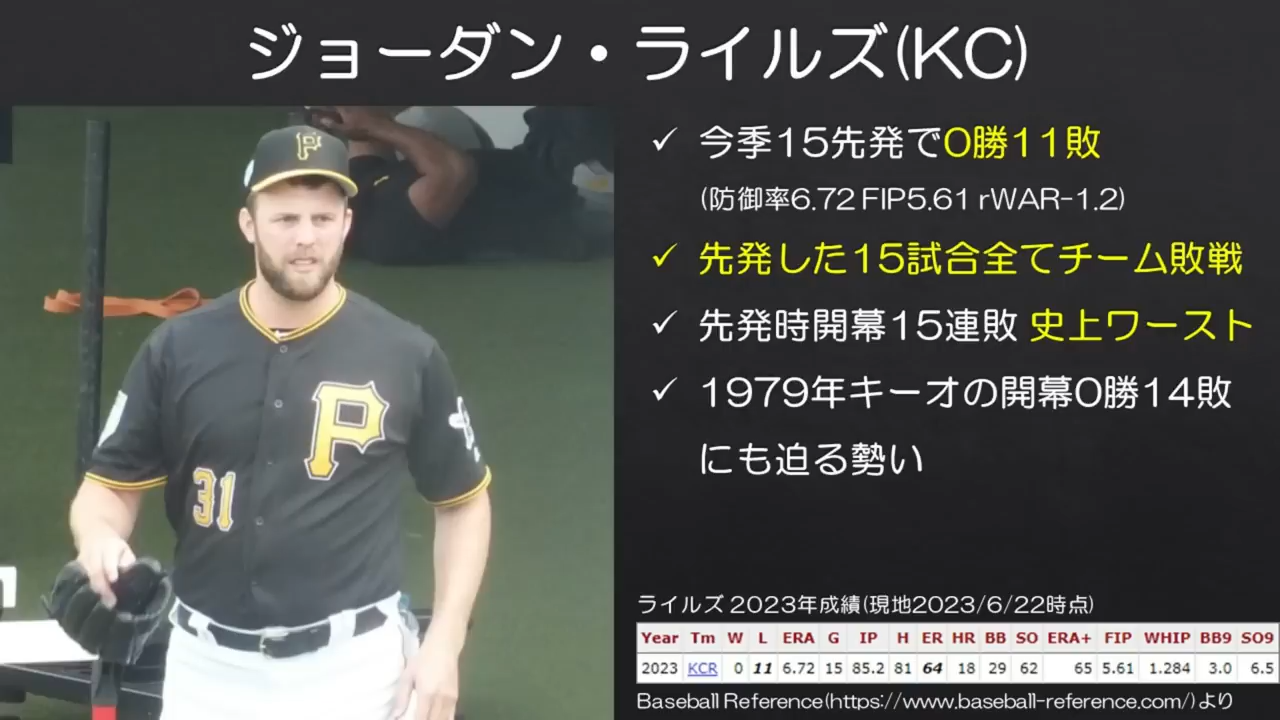 ジョーダン・ライルズ(KC)
✓ 今季15先発で0勝11敗
(防御率6.72 FIP5.61 rWAR-1.2)
✓ 先発した15試合全てチーム敗戦
✓ 先発時開幕15連敗 史上ワースト
✓ 1979年キーオの開幕0勝14敗
にも迫る勢い
P
P
31
ライルズ 2023年成績(現地2023/6/22時点)
Year Tm W L ERA G IP H ER HR BB SO ERA+ FIP WHIP BB9 SO9
2023 KCR 0 11 6.72 15 85.2 81 64 18 29 62 65 5.61 1.284 3.0 6.5
Baseball Reference(https://www.baseball-reference.com/)より